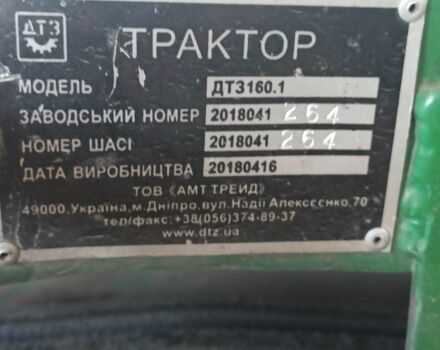 ДТЗ
ТРАКТОР
МОДЕЛЬ ДТЗ160.1
ЗАВОДСЬКИЙ НОМЕР 2018041 264
НОМЕР ШАСІ 2018041 264
ДАТА ВИРОБНИЦТВА 20180416
ТОВ «АМТ ТРЕЙД»
49000,Україна,м.Дніпро,вул.Надії Алексєєнко,70
тел/факс:+38(056)374-89-37
www.dtz.ua